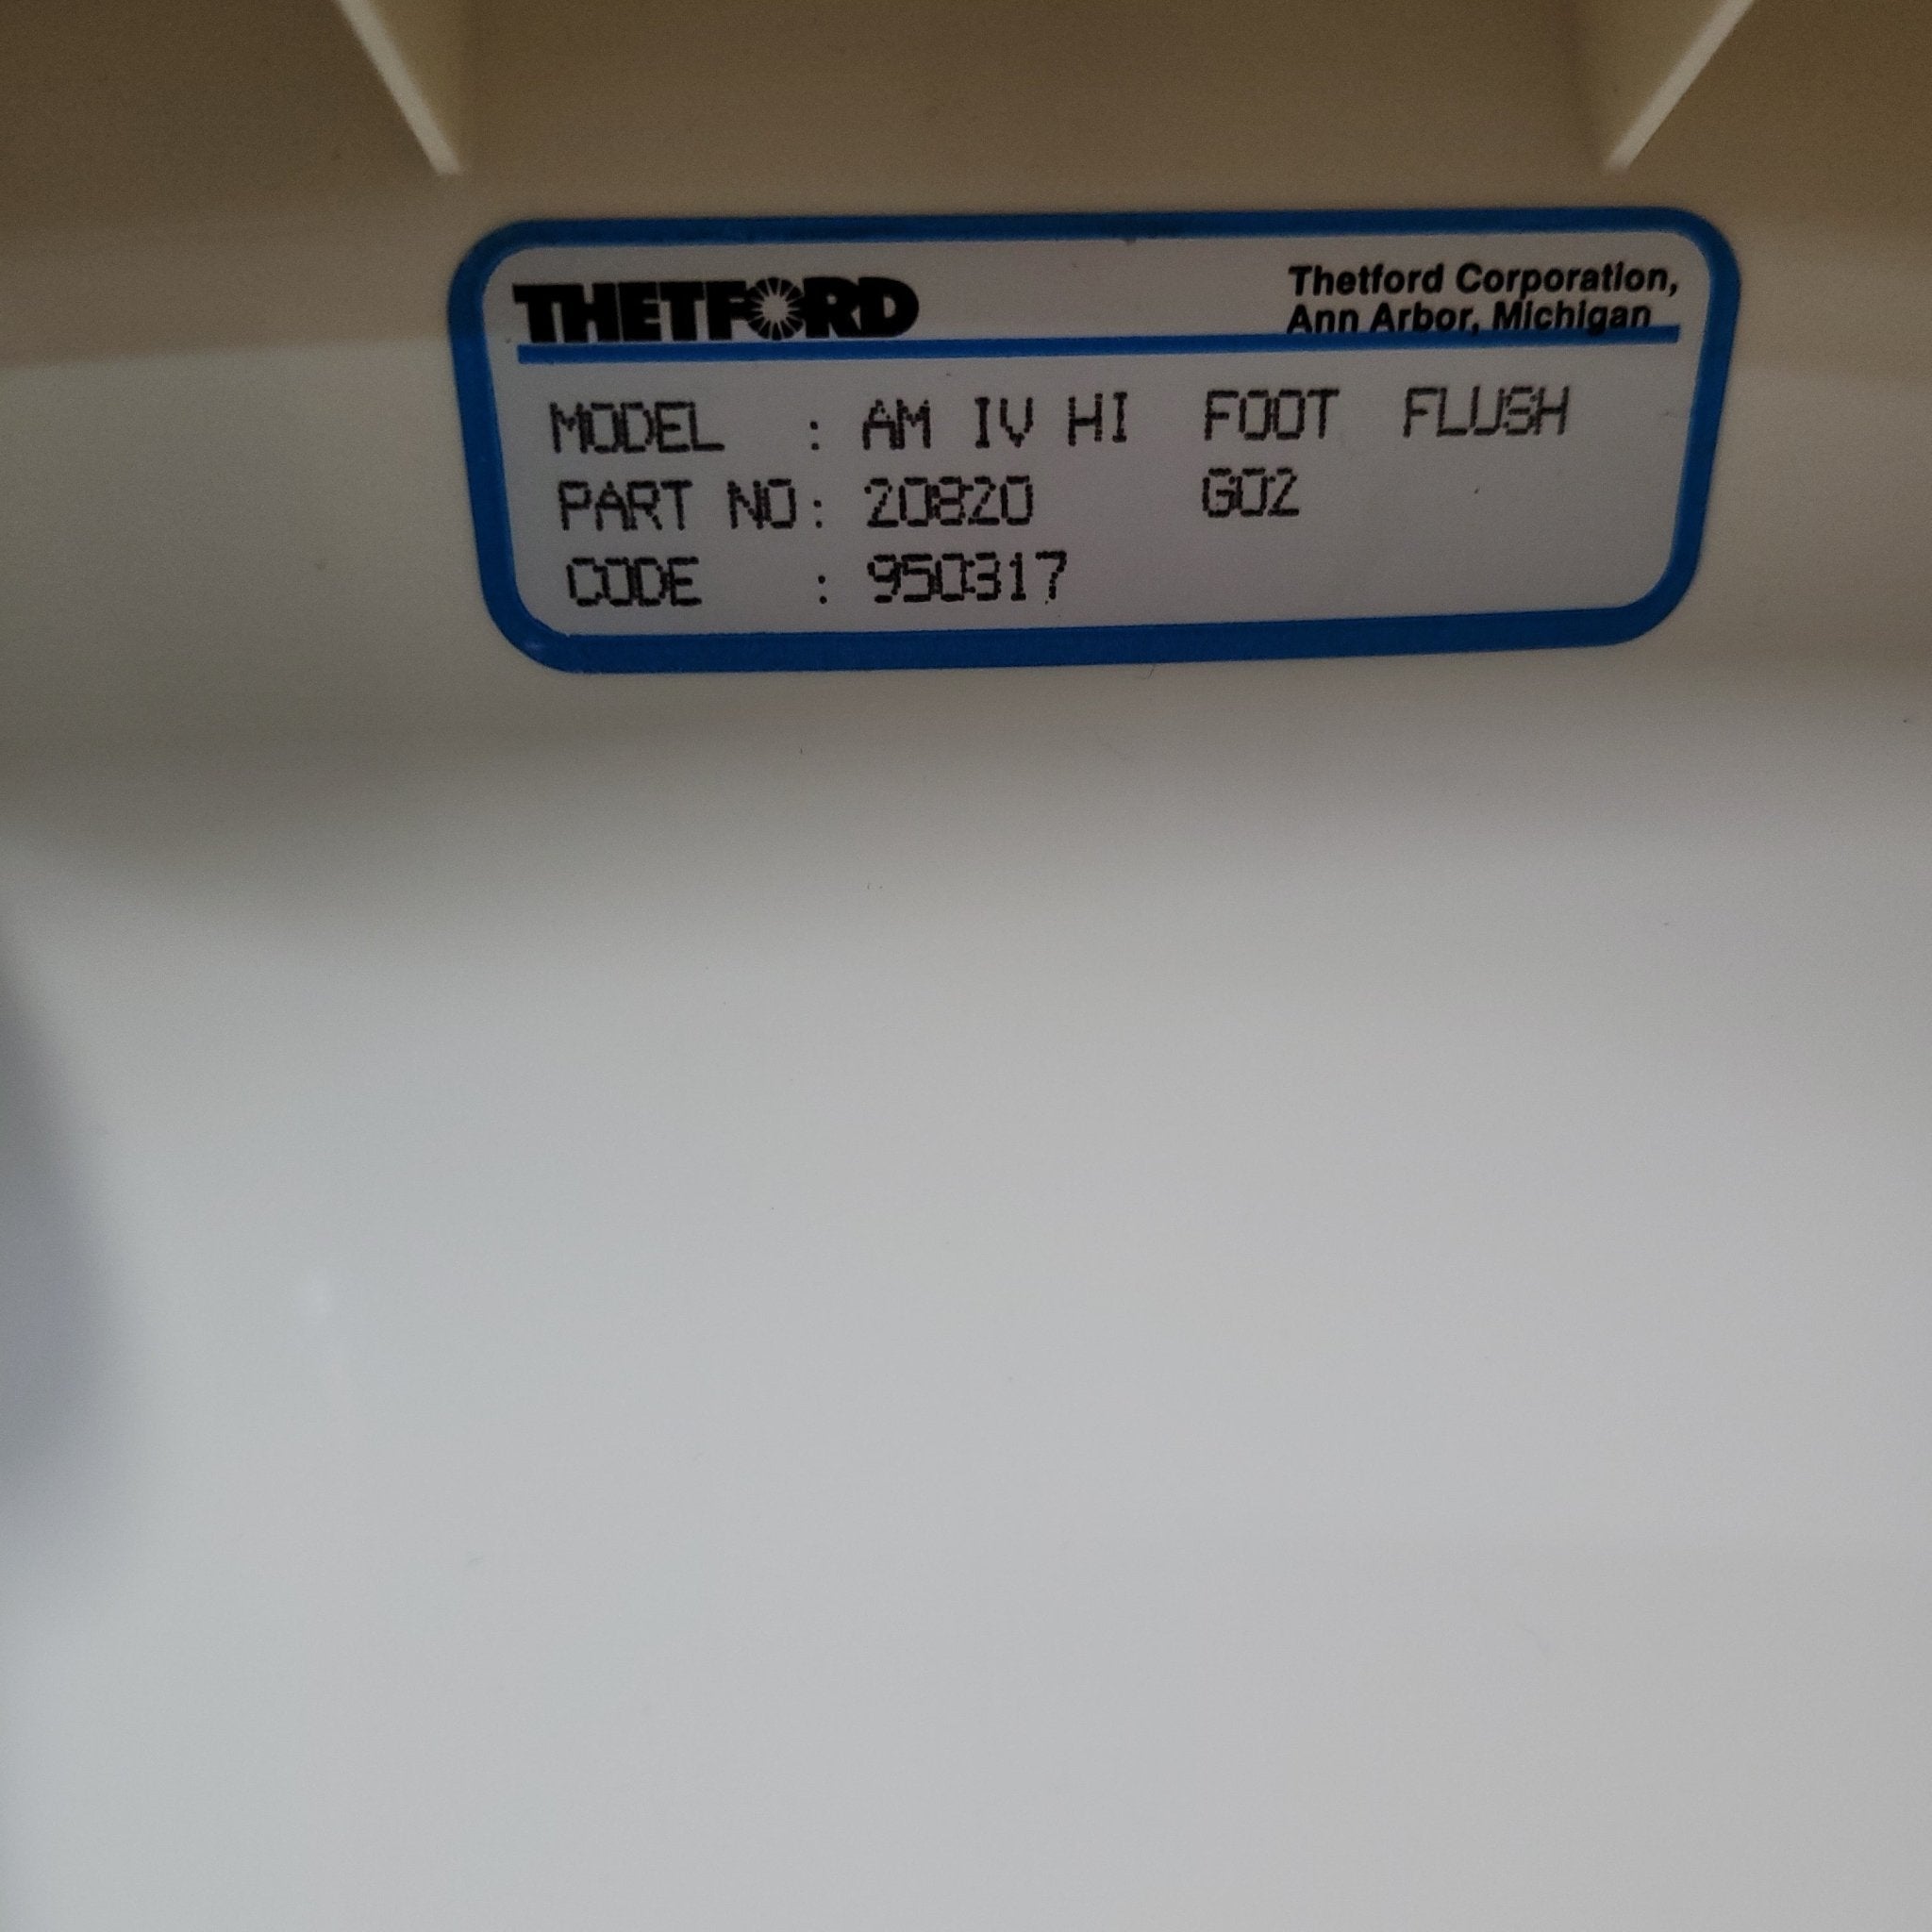 THETFORD
Thetford Corporation,
Ann Arbor, Michigan
MODEL : AM IV HI FOOT FLUSH
PART NO: 20820 G02
CODE : 950317